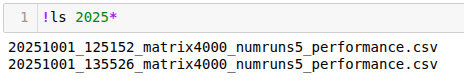 1 !ls 2025*
20251001_125152_matrix4000_numruns5_performance.csv
20251001_135526_matrix4000_numruns5_performance.csv